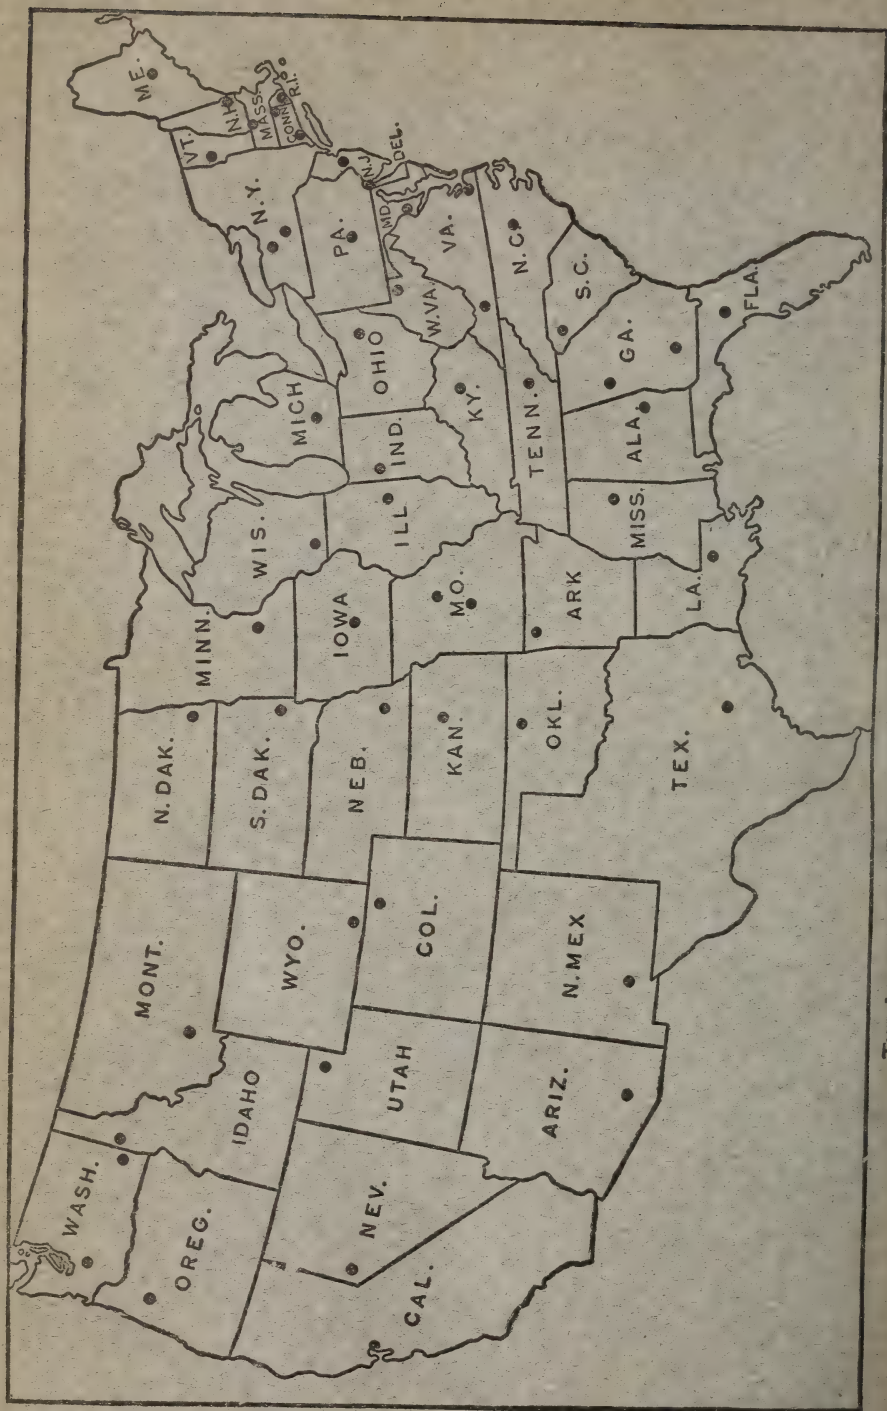 WASH.
OREG.
CAL.
NEV.
IDAHO
MONT.
WYO.
UTAH
ARIZ.
COL.
N.MEX
N.DAK.
S.DAK.
NEB.
KAN.
OKL.
TEX.
MINN.
IOWA
MO.
ARK
LA.
WIS.
ILL
MICH
IND.
OHIO
KY.
TENN.
MISS.
ALA.
GA.
FLA.
S.C.
N.C.
VA.
W.VA.
MD.
DEL.
PA.
N.J.
N.Y.
VT.
N.H.
MASS.
CONN.
R.I.
ME.